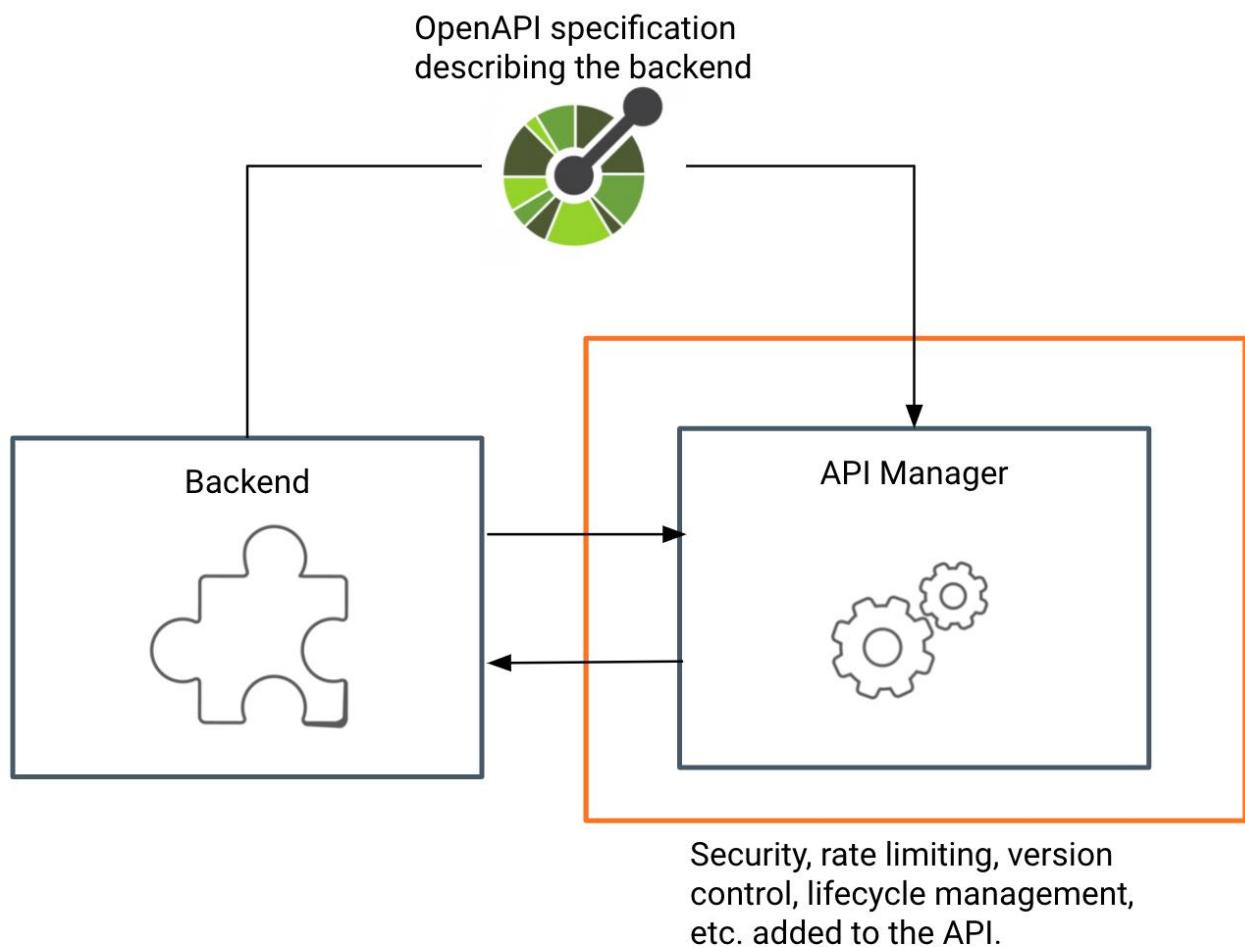 OpenAPI specification
describing the backend
Backend
API Manager
Security, rate limiting, version
control, lifecycle management,
etc. added to the API.